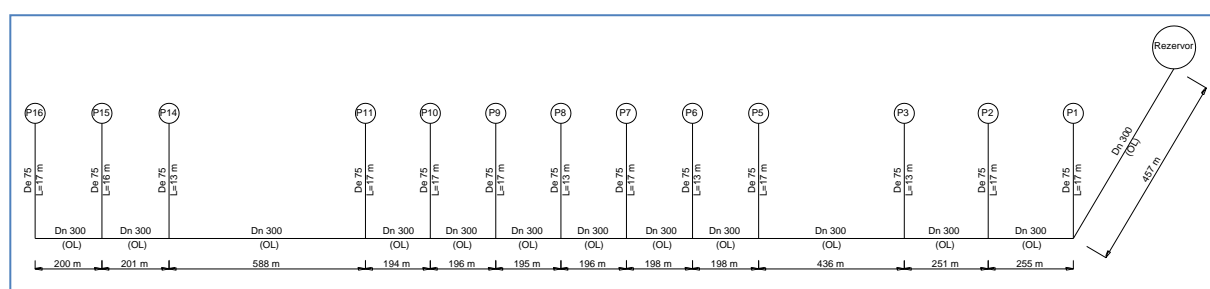 Rezervor
P16 P15 P14 P11 P10 P9 P8 P7 P6 P5 P3 P2 P1
De 75
L=17 m
De 75
L=16 m
De 75
L=13 m
De 75
L=17 m
De 75
L=17 m
De 75
L=17 m
De 75
L=13 m
De 75
L=17 m
De 75
L=13 m
De 75
L=17 m
De 75
L=13 m
De 75
L=17 m
De 75
L=17 m
Dn 300
(OL)
457 m
Dn 300 Dn 300 Dn 300 Dn 300 Dn 300 Dn 300 Dn 300 Dn 300 Dn 300 Dn 300 Dn 300 Dn 300
(OL) (OL) (OL) (OL) (OL) (OL) (OL) (OL) (OL) (OL) (OL) (OL)
200 m 201 m 588 m 194 m 196 m 195 m 196 m 198 m 198 m 436 m 251 m 255 m